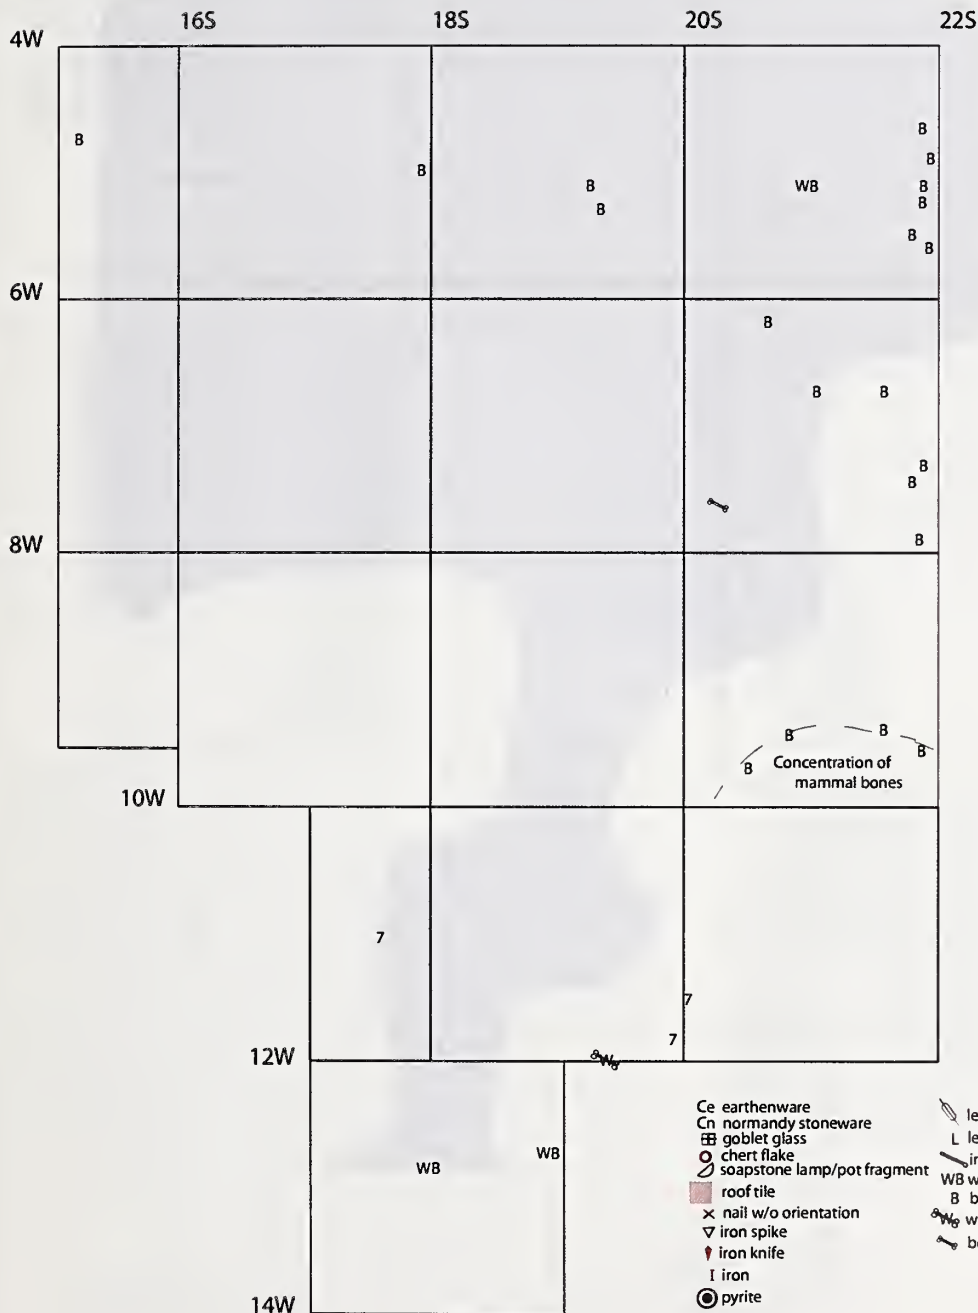 16S 18S 20S 22S
4W
B
B
B
B
B
WB
B
B
B
B
B
B
6W
B
B
B
B
B
8W
B
B
B
B
B
Concentration of
mammal bones
10W
7
7
7
12W
W
WB
WB
Ce earthenware
Cn normandy stoneware
goblet glass
chert flake
soapstone lamp/pot fragment
roof tile
x nail w/o orientation
iron spike
iron knife
I iron
pyrite
L
WB
B
W
14W